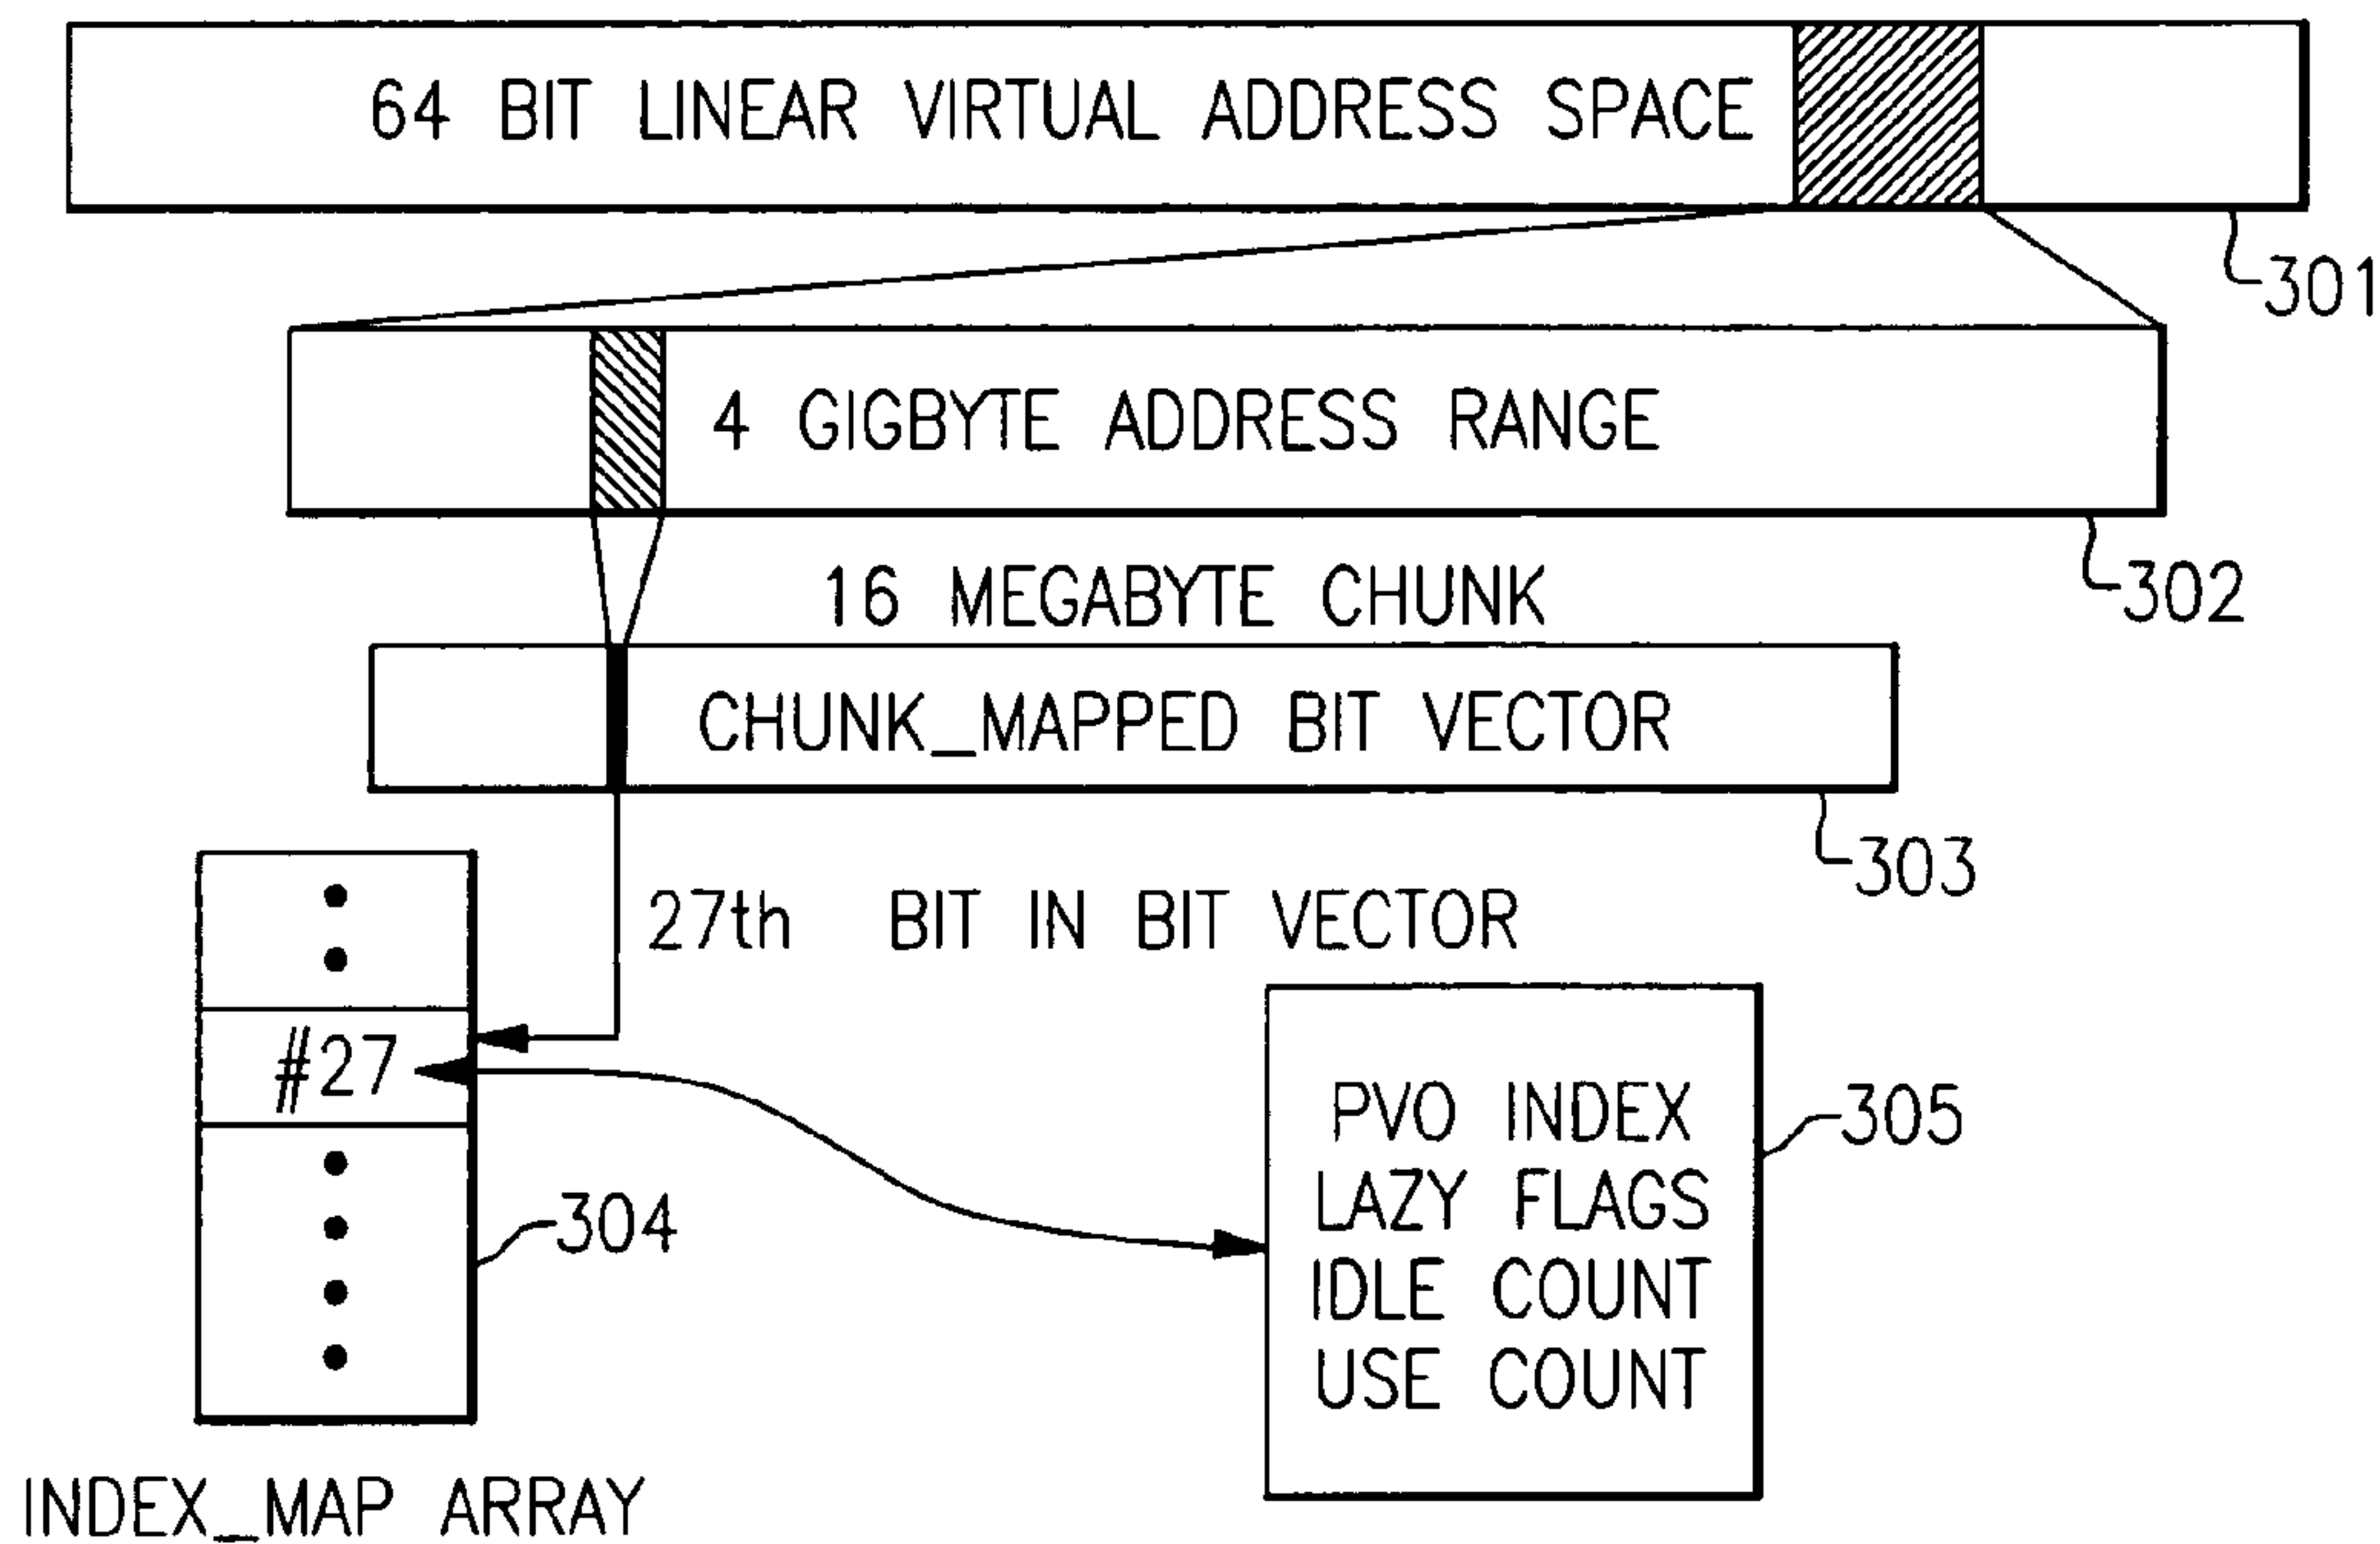 64 BIT LINEAR VIRTUAL ADDRESS SPACE
301
4 GIGBYTE ADDRESS RANGE
302
16 MEGABYTE CHUNK
CHUNK_MAPPED BIT VECTOR
303
27th BIT IN BIT VECTOR
#27
304
INDEX_MAP ARRAY
PVO INDEX
LAZY FLAGS
IDLE COUNT
USE COUNT
305